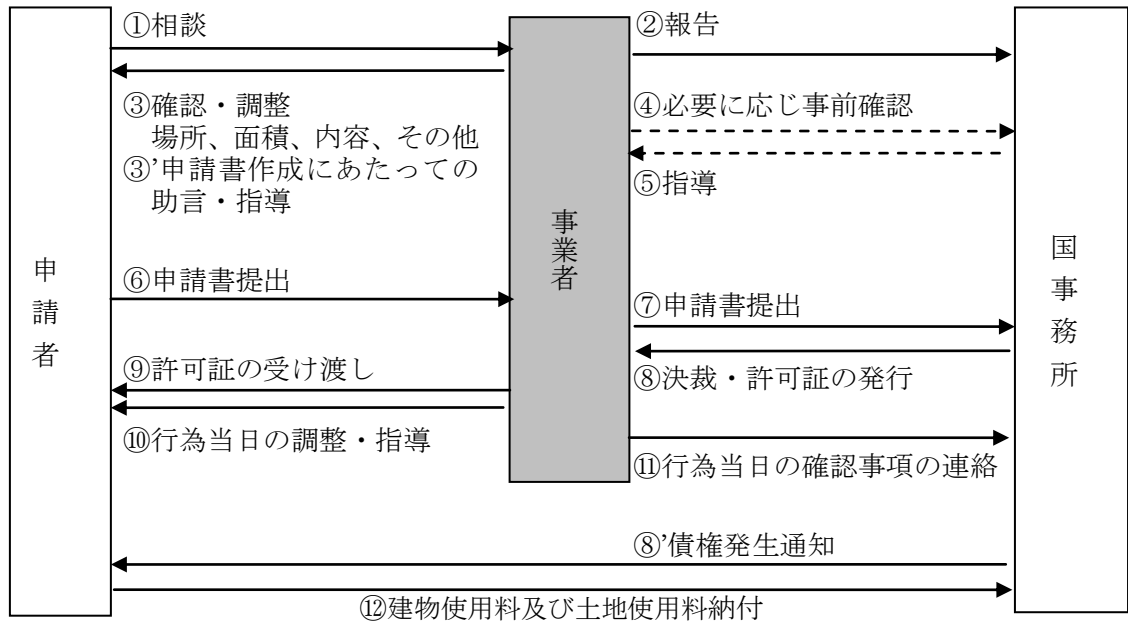 ①相談
②報告
③確認・調整
場所、面積、内容、その他
③’申請書作成にあたっての
助言・指導
④必要に応じ事前確認
⑤指導
申請者
事業者
国事務所
⑥申請書提出
⑦申請書提出
⑧決裁・許可証の発行
⑨許可証の受け渡し
⑩行為当日の調整・指導
⑪行為当日の確認事項の連絡
⑧’債権発生通知
⑫建物使用料及び土地使用料納付